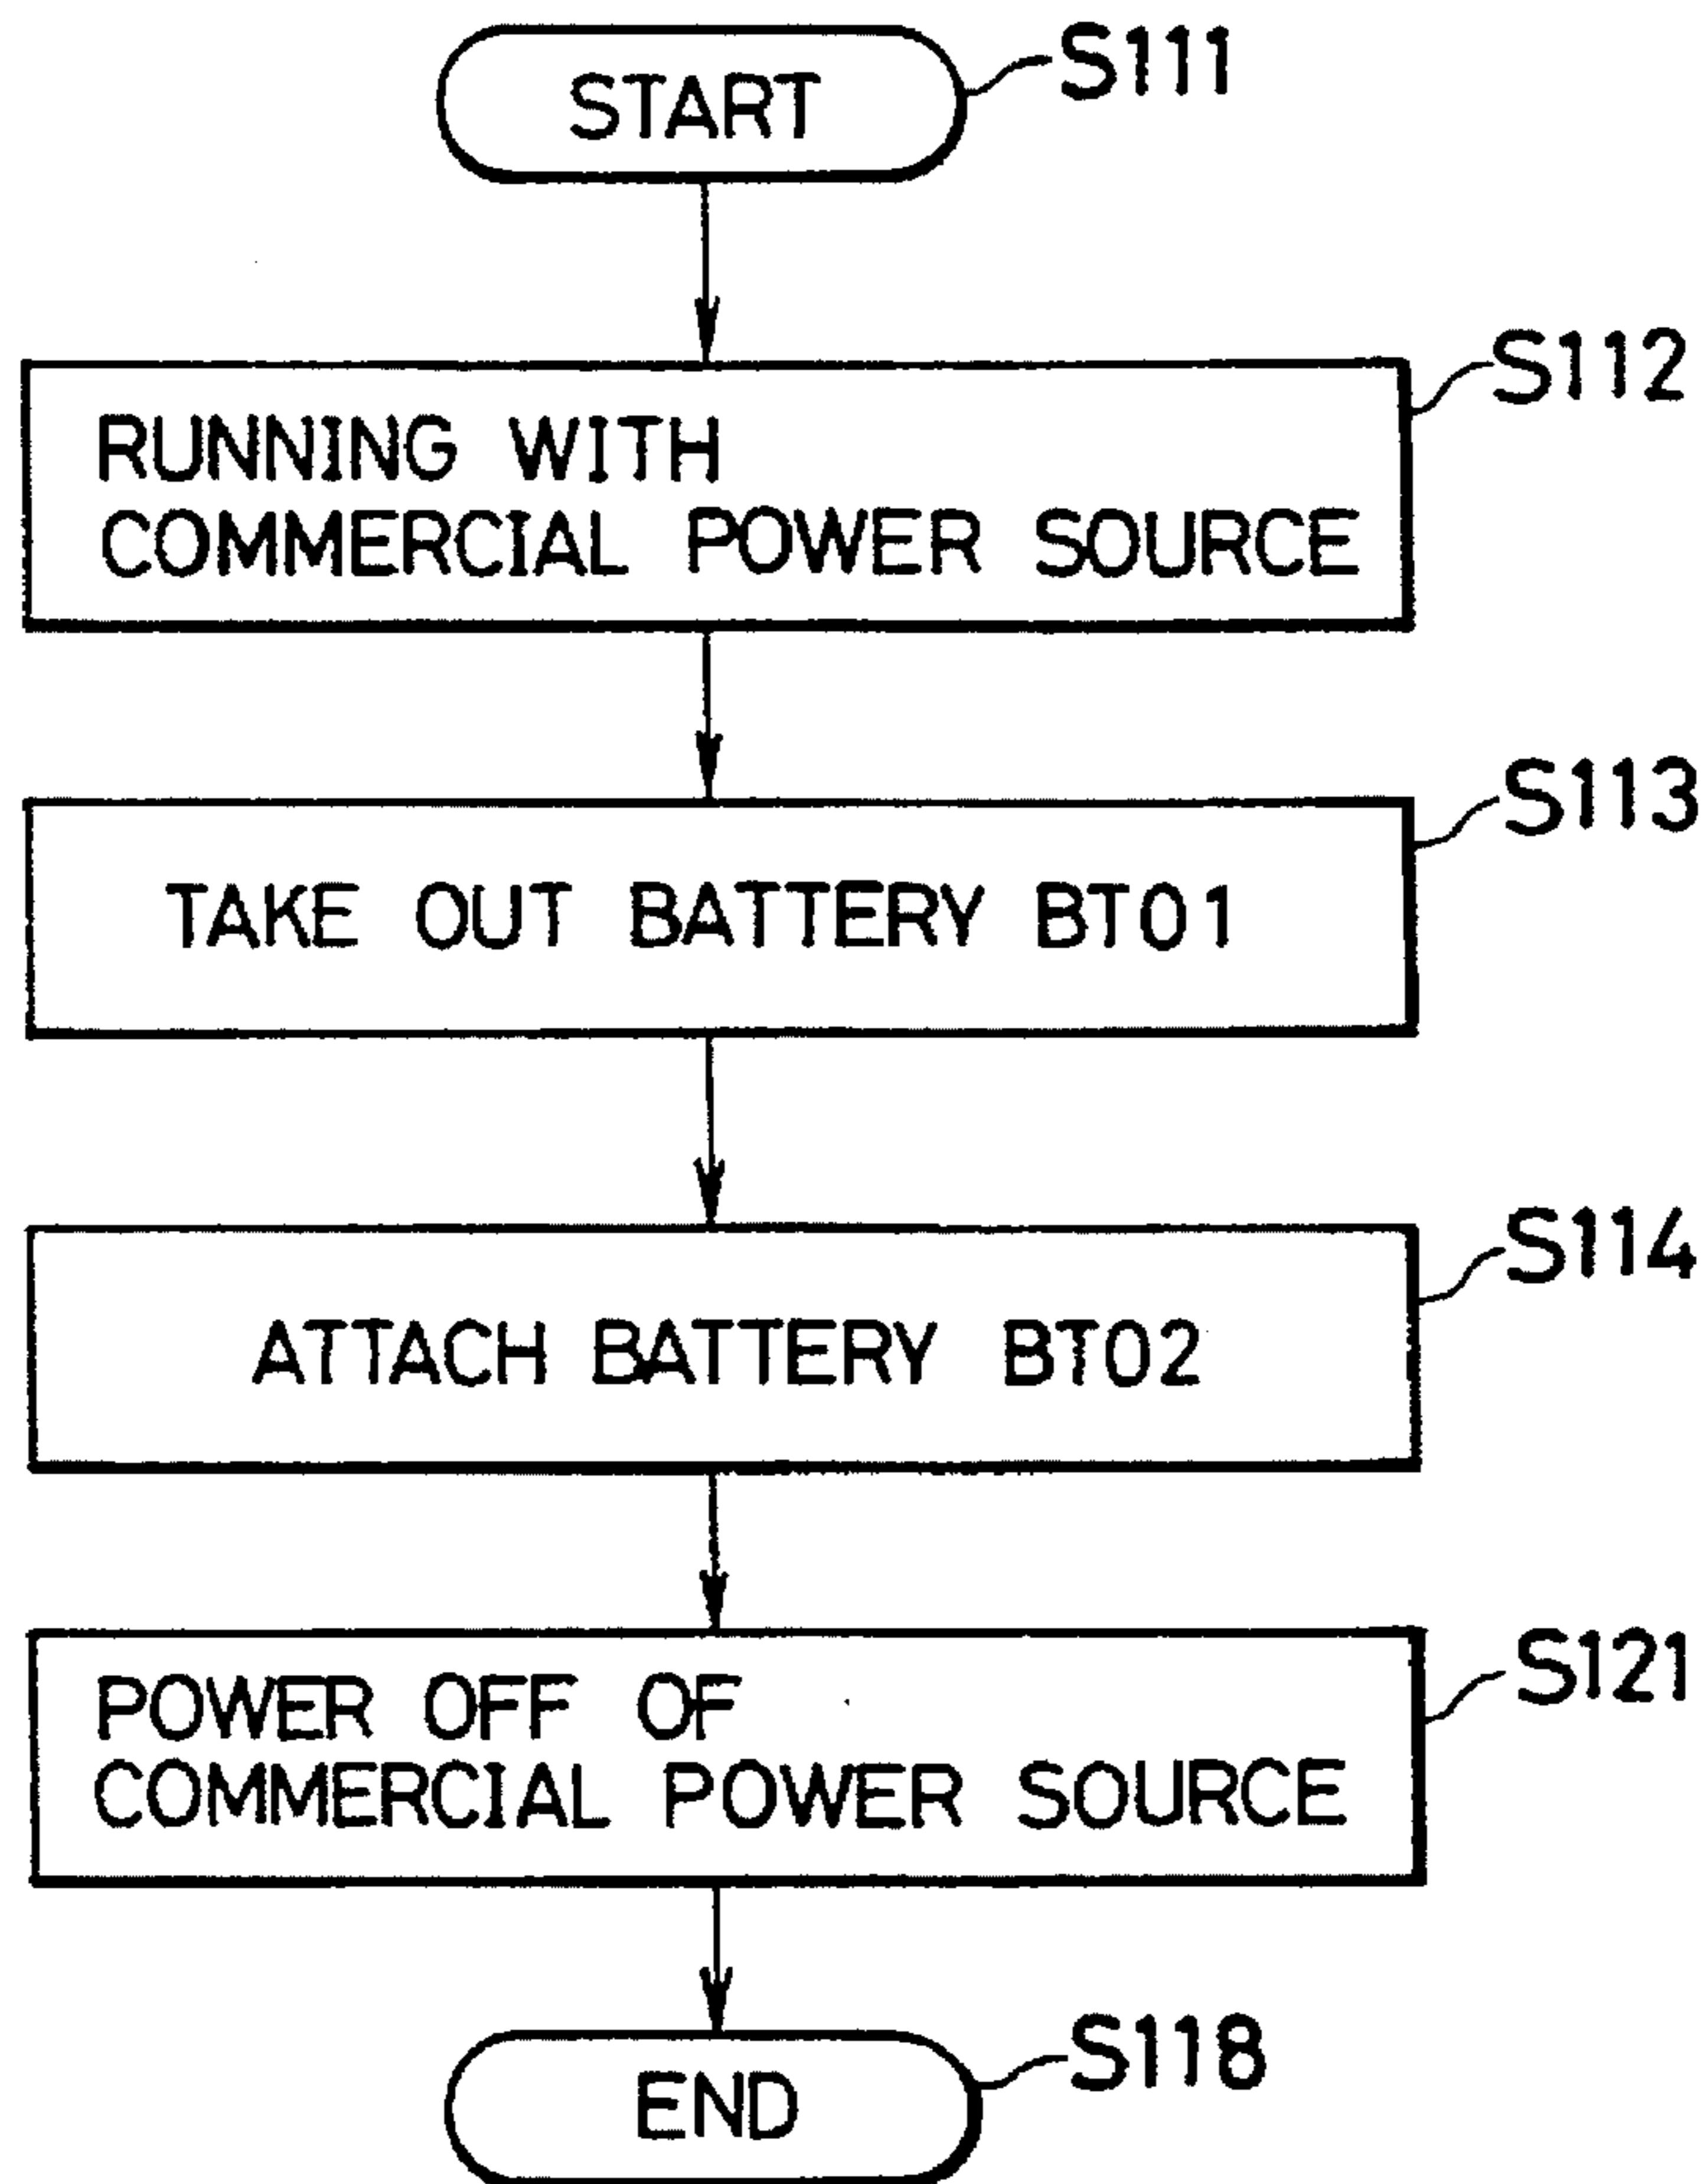 START
S111
RUNNING WITH
COMMERCIAL POWER SOURCE
S112
TAKE OUT BATTERY BT01
S113
ATTACH BATTERY BT02
S114
POWER OFF OF
COMMERCIAL POWER SOURCE
S121
END
S118